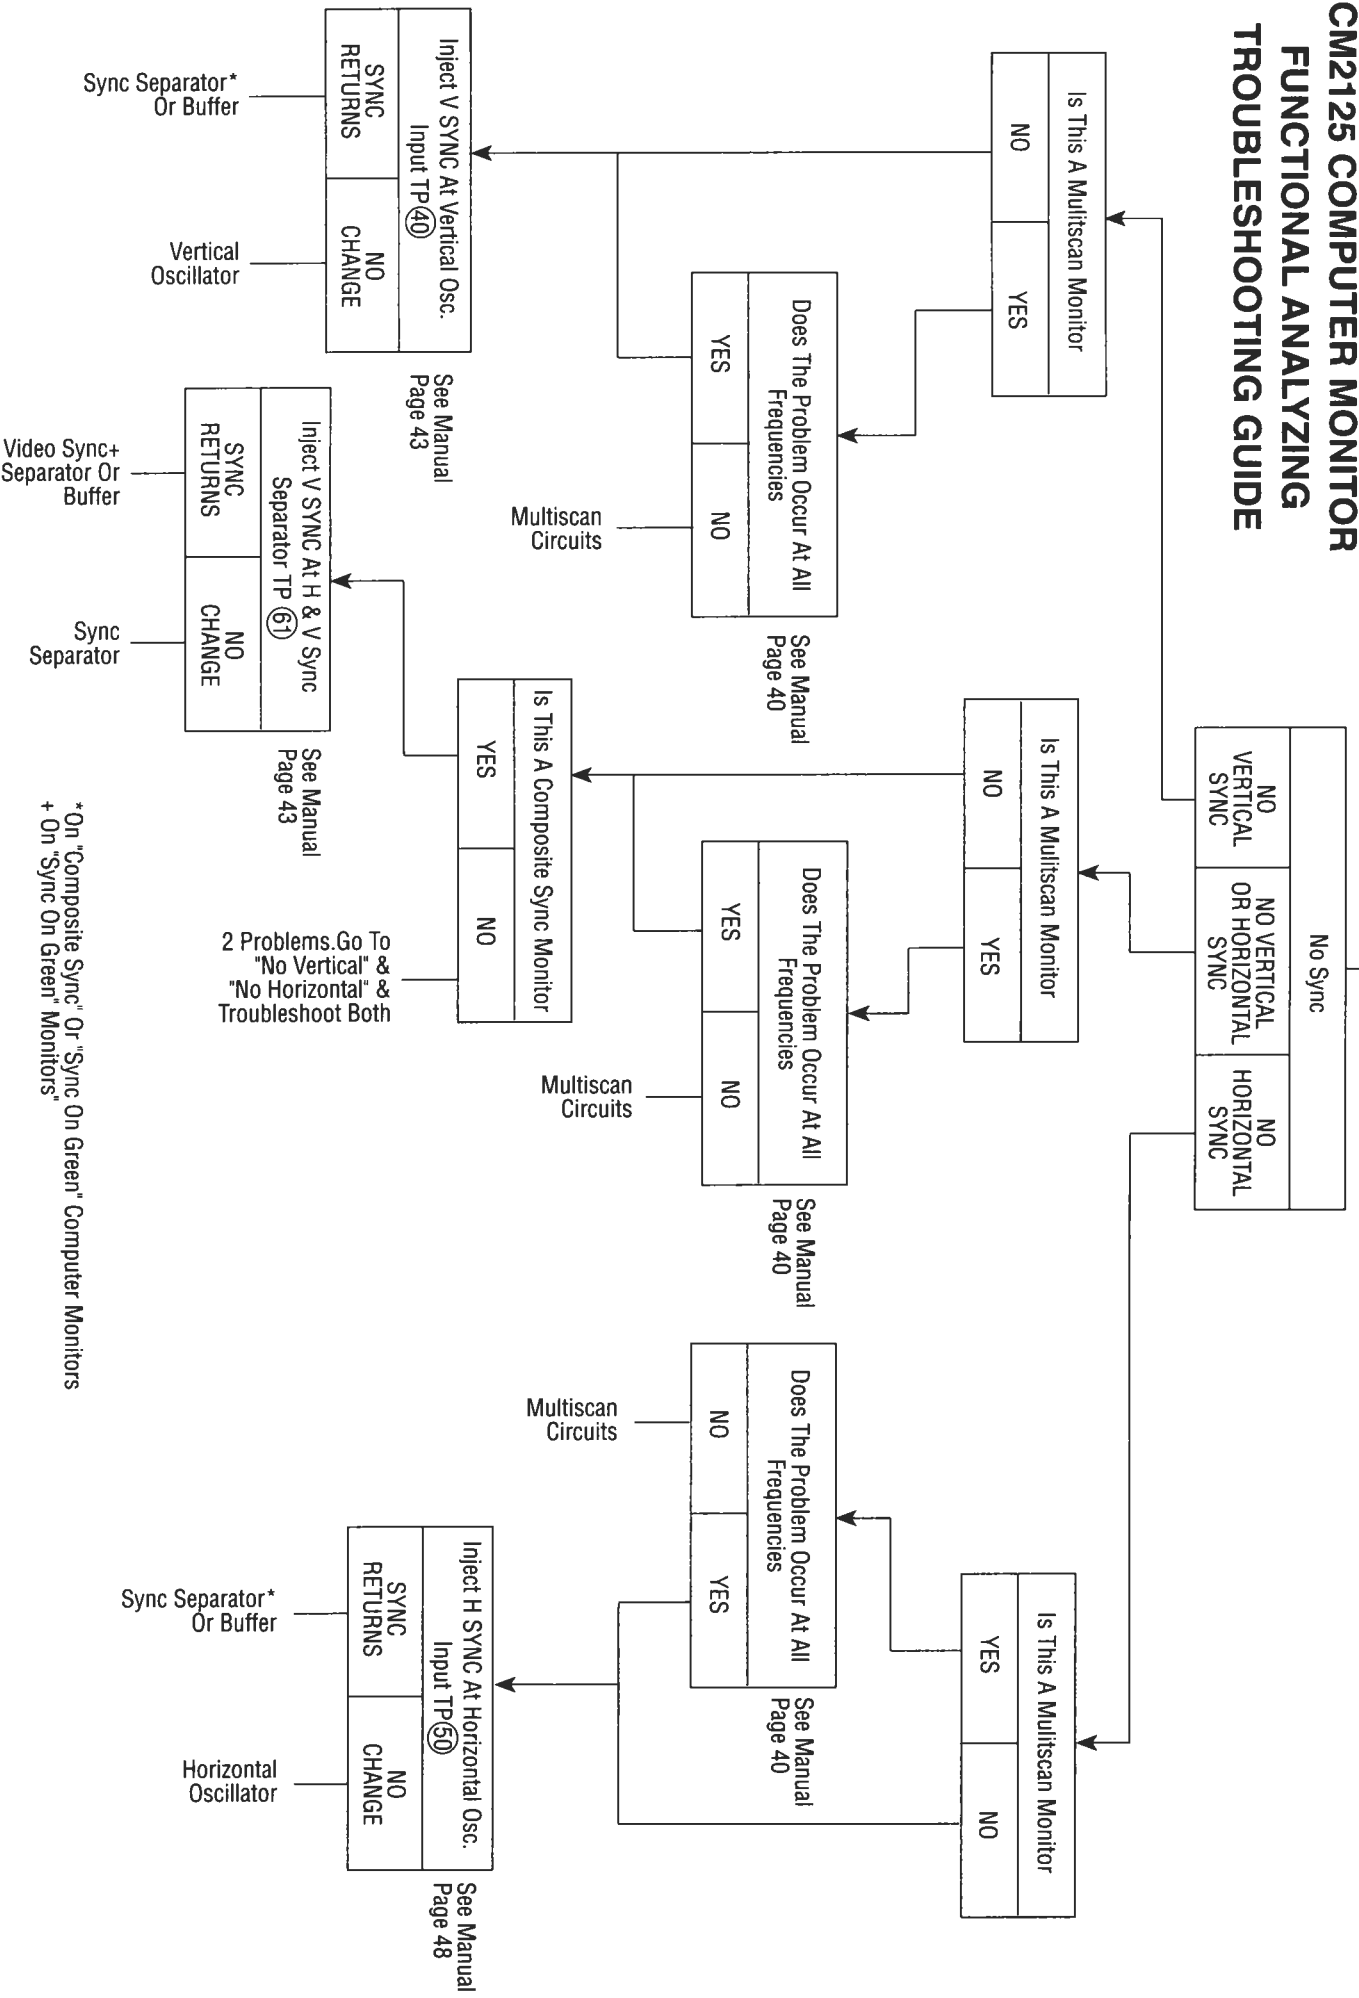 CM2125 COMPUTER MONITOR
FUNCTIONAL ANALYZING
TROUBLESHOOTING GUIDE
No Sync
NO
VERTICAL
SYNC
NO VERTICAL
OR HORIZONTAL
SYNC
NO
HORIZONTAL
SYNC
Is This A Mulitscan Monitor
NO
YES
Does The Problem Occur At All
Frequencies
YES
NO
See Manual
Page 40
Multiscan
Circuits
Inject V SYNC At Vertical Osc.
Input TP 40
SYNC
RETURNS
NO
CHANGE
See Manual
Page 43
Sync Separator*
Or Buffer
Vertical
Oscillator
Is This A Mulitscan Monitor
NO
YES
Does The Problem Occur At All
Frequencies
YES
NO
See Manual
Page 40
Multiscan
Circuits
Is This A Composite Sync Monitor
YES
NO
2 Problems.Go To
"No Vertical" &
"No Horizontal" &
Troubleshoot Both
Inject V SYNC At H & V Sync
Separator TP 61
SYNC
RETURNS
NO
CHANGE
See Manual
Page 43
Video Sync+
Separator Or
Buffer
Sync
Separator
Is This A Mulitscan Monitor
YES
NO
Does The Problem Occur At All
Frequencies
NO
YES
See Manual
Page 40
Multiscan
Circuits
Inject H SYNC At Horizontal Osc.
Input TP 50
SYNC
RETURNS
NO
CHANGE
See Manual
Page 48
Sync Separator*
Or Buffer
Horizontal
Oscillator
*On "Composite Sync" Or "Sync On Green" Computer Monitors
+ On "Sync On Green" Monitors"